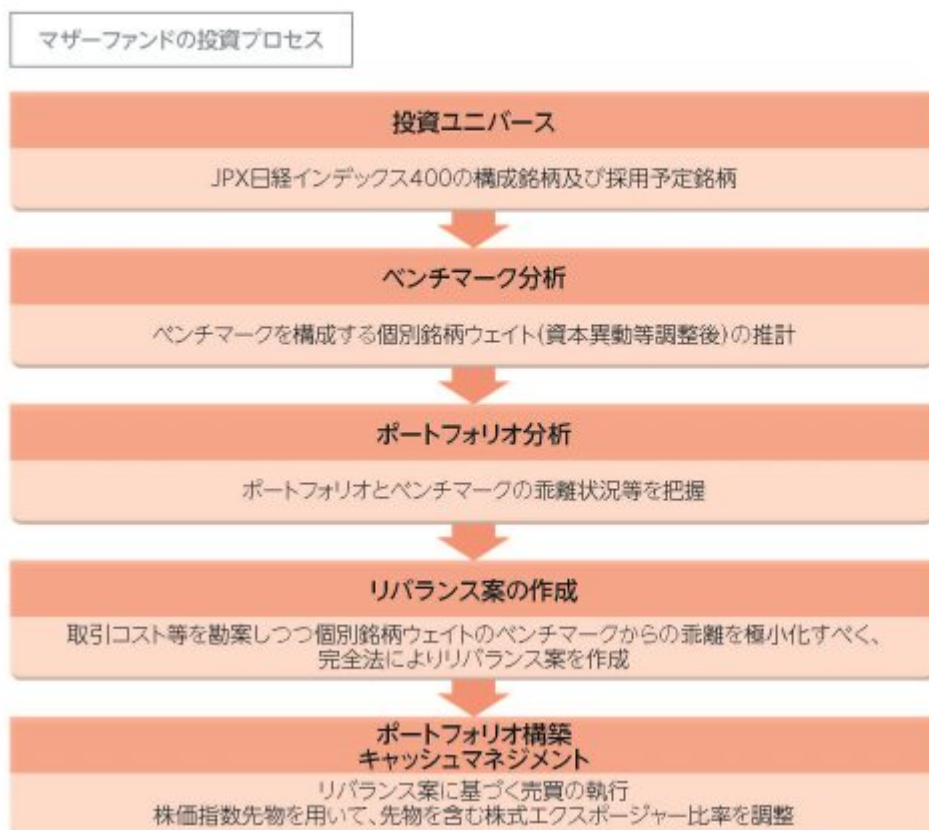 マザーファンドの投資プロセス
投資ユニバース
JPX日経インデックス400の構成銘柄及び採用予定銘柄
ベンチマーク分析
ベンチマークを構成する個別銘柄ウェイト(資本異動等調整後)の推計
ポートフォリオ分析
ポートフォリオとベンチマークの乖離状況等を把握
リバランス案の作成
取引コスト等を勘案しつつ個別銘柄ウェイトのベンチマークからの乖離を極小化すべく、
完全法によりリバランス案を作成
ポートフォリオ構築
キャッシュマネジメント
リバランス案に基づく売買の執行
株価指数先物を用いて、先物を含む株式エクスポージャー比率を調整